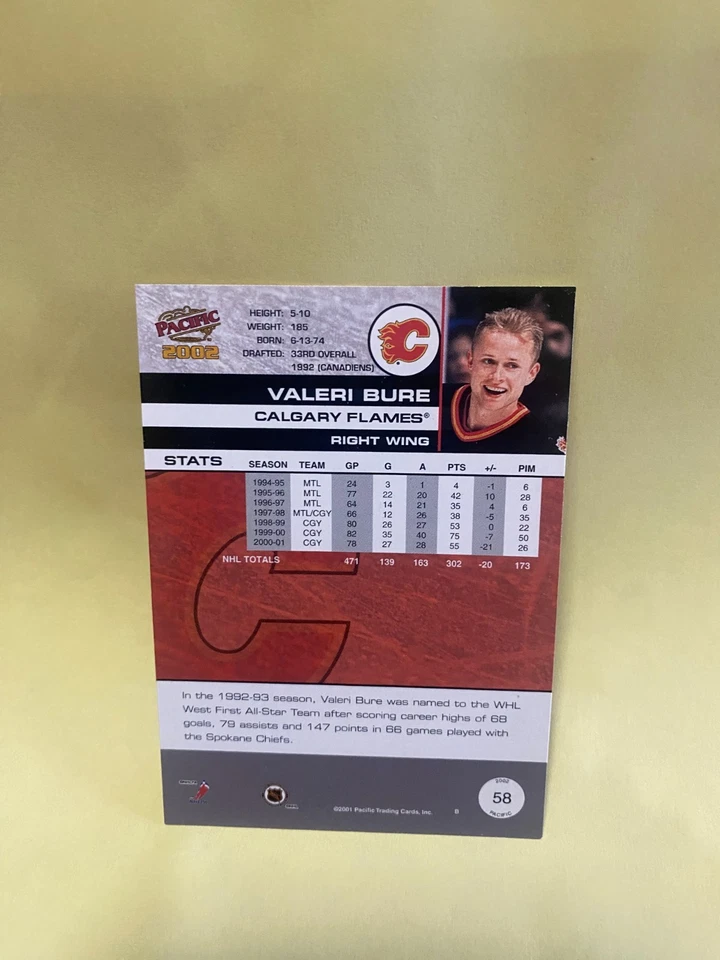 PACIFIC
2002
HEIGHT: 5-10
WEIGHT: 185
BORN: 6-13-74
DRAFTED: 33RD OVERALL
1992 (CANADIENS)
VALERI BURE
CALGARY FLAMES®
RIGHT WING
STATS SEASON TEAM GP G A PTS +/- PIM
1994-95 MTL 24 3 1 4 -1 6
1995-96 MTL 77 22 20 42 10 28
1996-97 MTL 64 14 21 35 4 6
1997-98 MTL/CGY 66 12 26 38 -5 35
1998-99 CGY 80 26 27 53 0 22
1999-00 CGY 82 35 40 75 -7 50
2000-01 CGY 78 27 28 55 -21 26
NHL TOTALS 471 139 163 302 -20 173
In the 1992-93 season, Valeri Bure was named to the WHL
West First All-Star Team after scoring career highs of 68
goals, 79 assists and 147 points in 66 games played with
the Spokane Chiefs.
©2001 Pacific Trading Cards, Inc. B
2002
58
PACIFIC